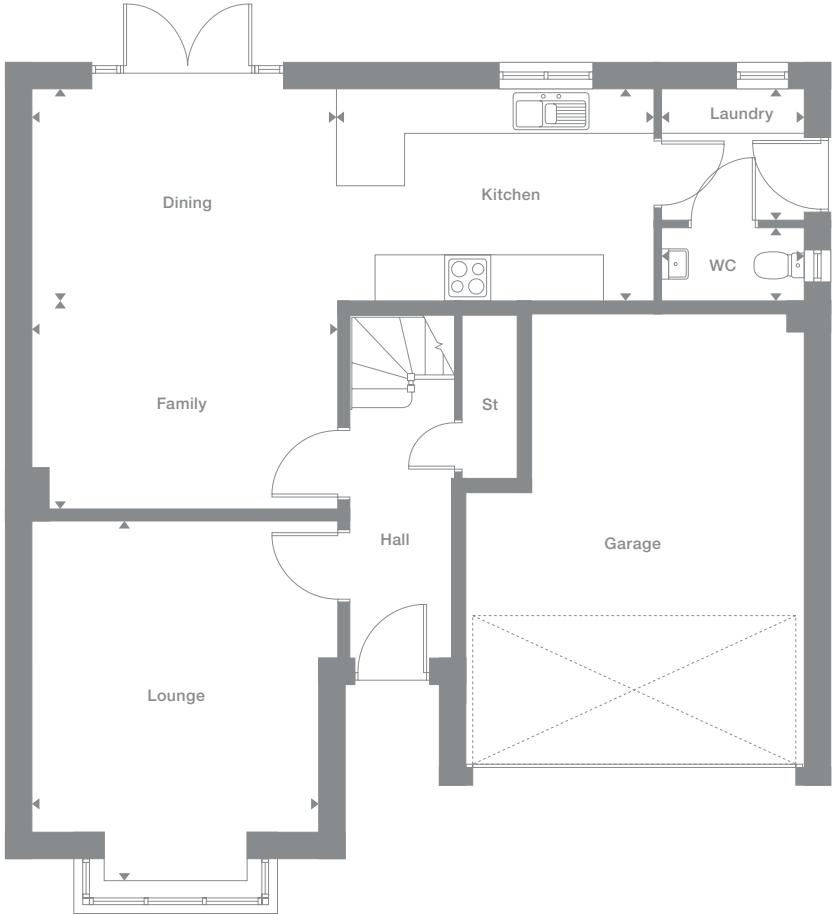 Laundry
Dining
Kitchen
WC
Family
St
Hall
Garage
Lounge